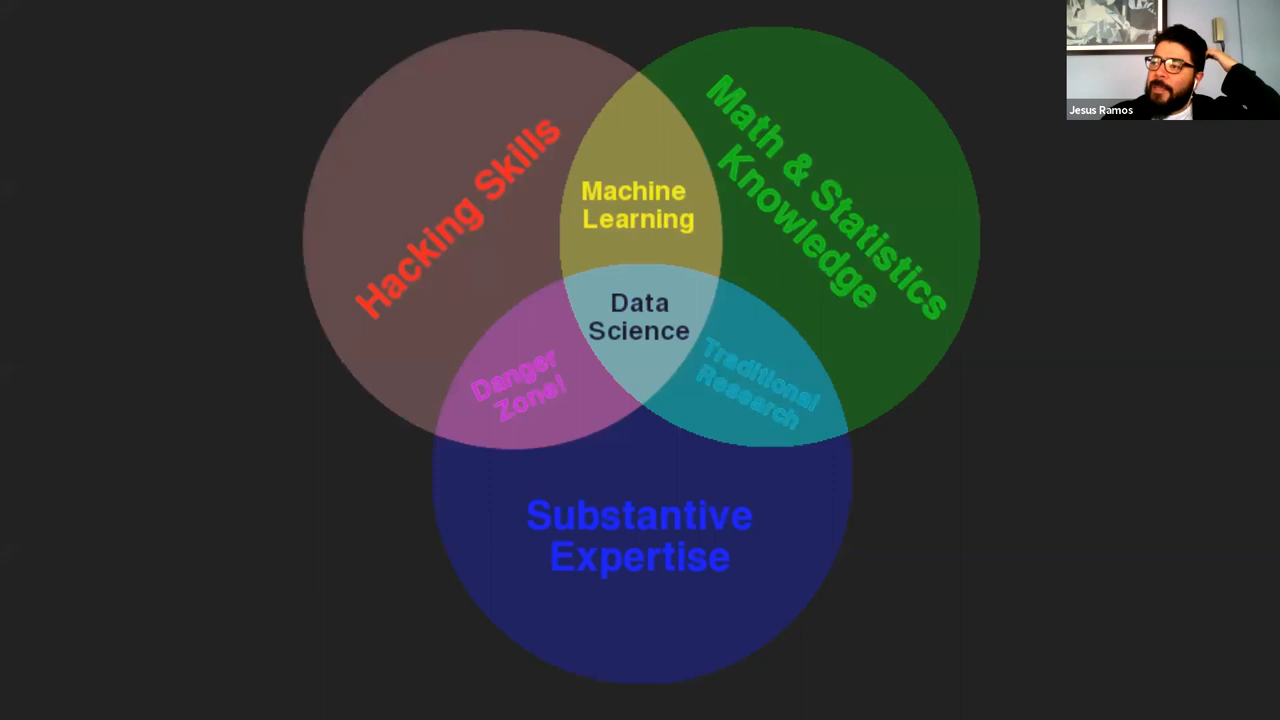 Jesus Ramos
Hacking Skills
Math & Statistics
Knowledge
Machine
Learning
Data
Science
Danger
Zone!
Traditional
Research
Substantive
Expertise